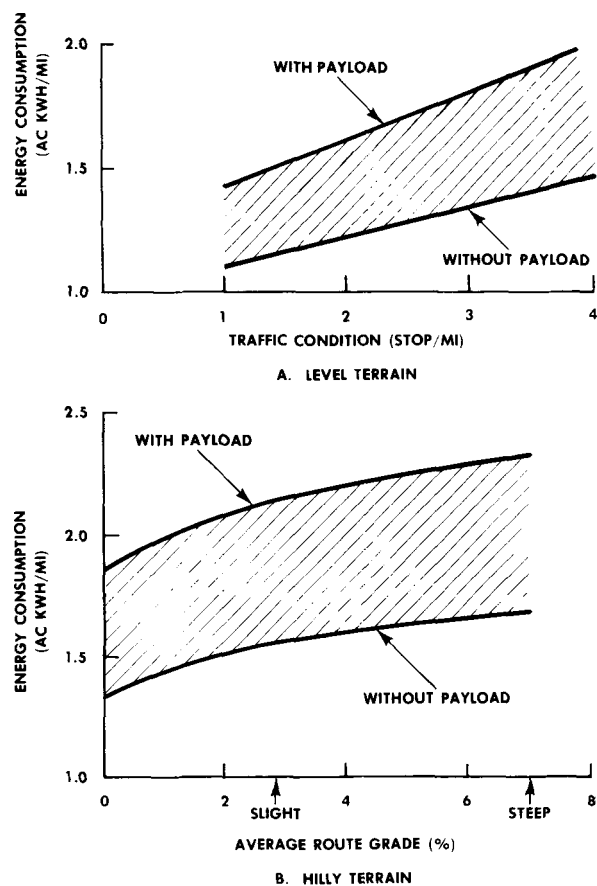 ENERGY CONSUMPTION
(AC KWH/MI)
2.0
1.5
1.0
WITH PAYLOAD
WITHOUT PAYLOAD
0
1
2
3
4
TRAFFIC CONDITION (STOP/MI)
A. LEVEL TERRAIN
ENERGY CONSUMPTION
(AC KWH/MI)
2.5
2.0
1.5
1.0
WITH PAYLOAD
WITHOUT PAYLOAD
0
2
4
6
8
SLIGHT
STEEP
AVERAGE ROUTE GRADE (%)
B. HILLY TERRAIN